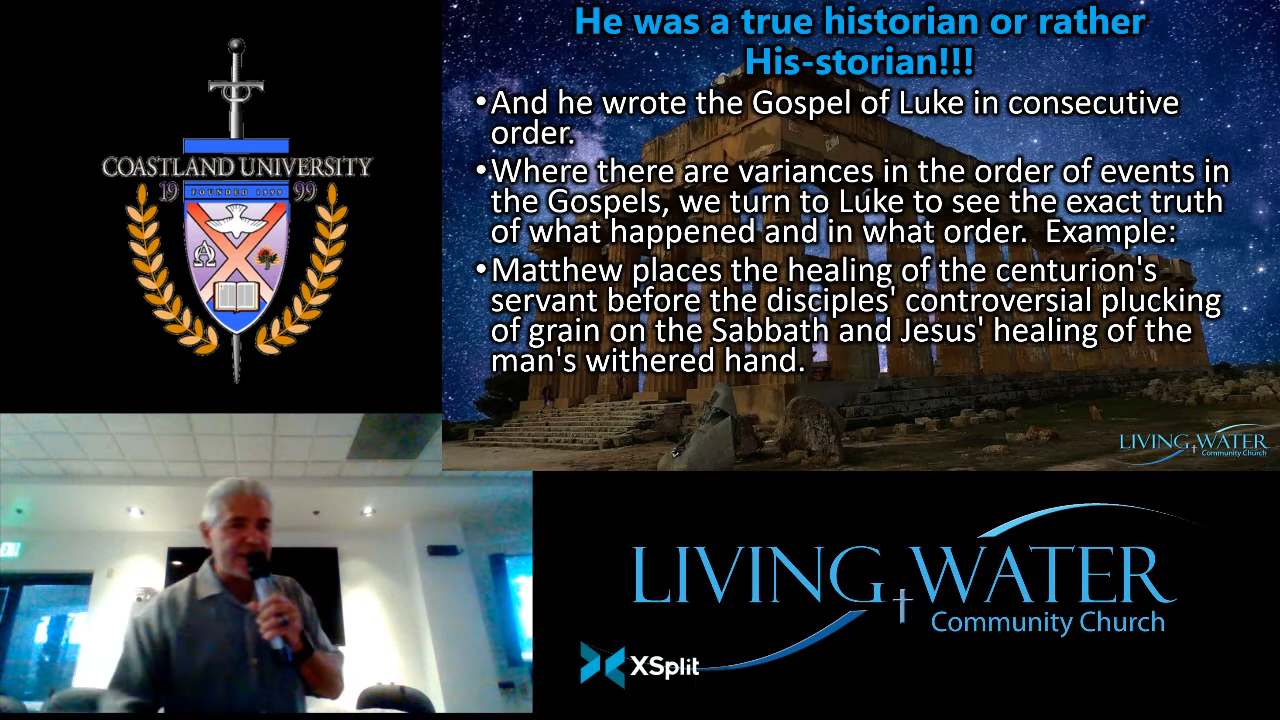 He was a true historian or rather
His-storian!!!
•And he wrote the Gospel of Luke in consecutive
order.
•Where there are variances in the order of events in
the Gospels, we turn to Luke to see the exact truth
of what happened and in what order.  Example:
•Matthew places the healing of the centurion's
servant before the disciples' controversial plucking
of grain on the Sabbath and Jesus' healing of the
man's withered hand.
LIVING WATER
Community Church
COASTLAND UNIVERSITY
19 FOUNDED 1999 99
ΑΩ
LIVING WATER
Community Church
XSplit